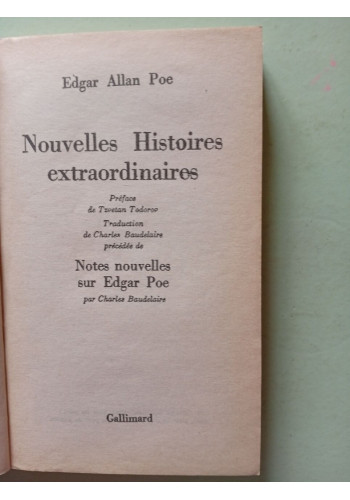 Edgar Allan Poe
Nouvelles Histoires
extraordinaires
Préface
de Tzvetan Todorov
Traduction
de Charles Baudelaire
précédée de
Notes nouvelles
sur Edgar Poe
par Charles Baudelaire
Gallimard